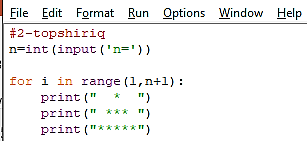 File Edit Format Run Options Window Help
#2-topshiriq
n=int(input('n='))
for i in range(1,n+1):
    print("  *  ")
    print(" *** ")
    print("*****")